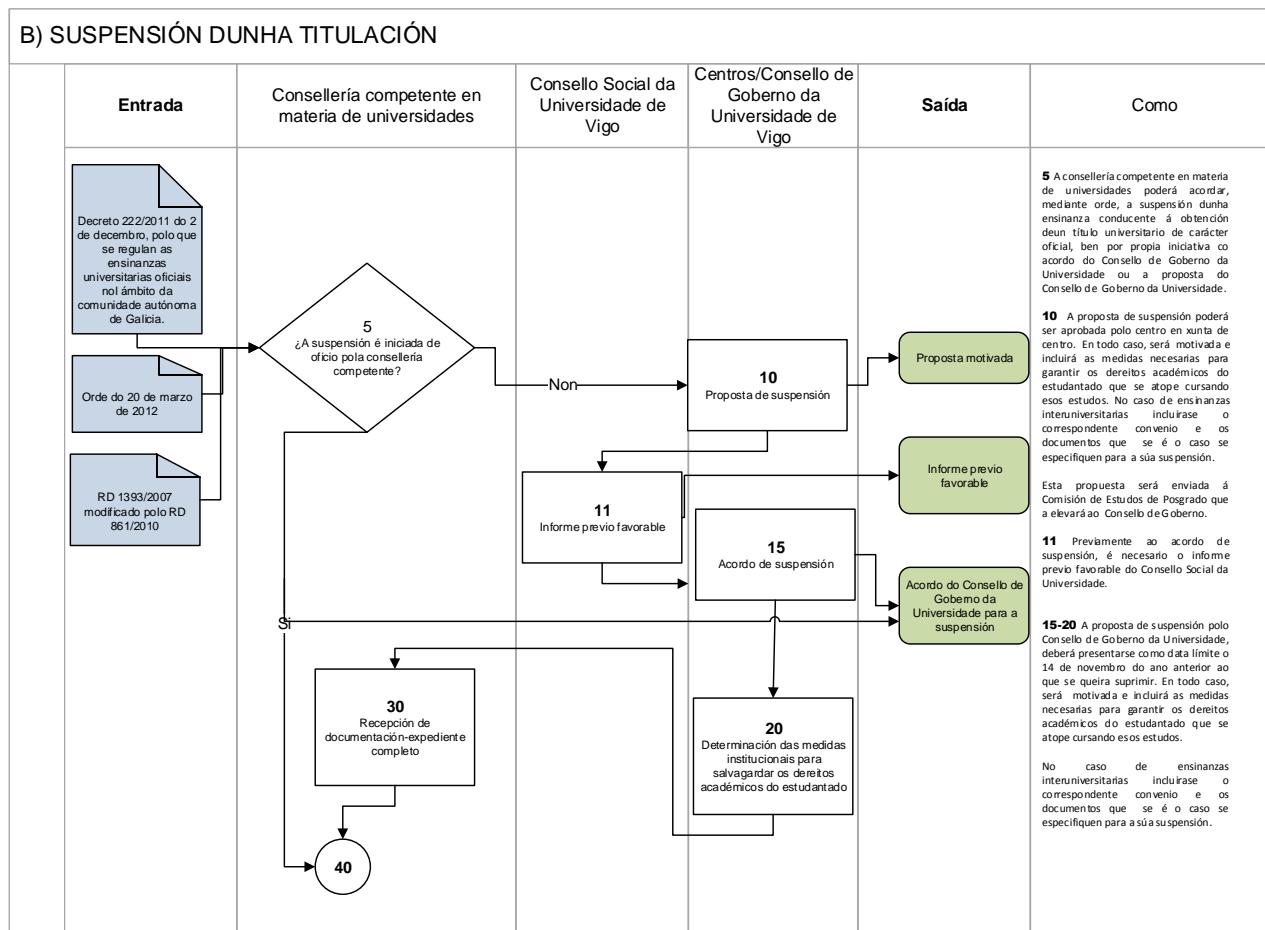 B) SUSPENSIÓN DUNHA TITULACIÓN
Entrada
Consellería competente en
materia de universidades
Consello Social da
Universidade de
Vigo
Centros/Consello de
Goberno da
Universidade de
Vigo
Saída
Como
Decreto 222/2011 do 2
de decembro, polo que
se regulan as
ensinanzas
universitarias oficiais
nol ámbito da
comunidade autónoma
de Galicia.
Orde do 20 de marzo
de 2012
RD 1393/2007
modificado polo RD
861/2010
5
¿A suspensión é iniciada de
oficio pola consellería
competente?
Non
Si
10
Proposta de suspensión
11
Informe previo favorable
15
Acordo de suspensión
20
Determinación das medidas
institucionais para
salvagardar os dereitos
académicos do estudantado
30
Recepción de
documentación-expediente
completo
40
Proposta motivada
Informe previo
favorable
Acordo do Consello de
Goberno da
Universidade para a
suspensión
5 A consellería competente en materia
de universidades poderá acordar,
mediante orde, a suspensión dunha
ensinanza conducente á obtención
deun título universitario de carácter
oficial, ben por propia iniciativa co
acordo do Consello de Goberno da
Universidade ou a proposta do
Consello de Goberno da Universidade.
10 A proposta de suspensión poderá
ser aprobada polo centro en xunta de
centro. En todo caso, será motivada e
incluirá as medidas necesarias para
garantir os dereitos académicos do
estudantado que se atope cursando
esos estudos. No caso de ensinanzas
interuniversitarias incluirase o
correspondente convenio e os
documentos que se é o caso se
especifiquen para a súa suspensión.
Esta propuesta será enviada á
Comisión de Estudos de Posgrado que
a elevará ao Consello de Goberno.
11 Previamente ao acordo de
suspensión, é necesario o informe
previo favorable do Consello Social da
Universidade.
15-20 A proposta de suspensión polo
Consello de Goberno da Universidade,
deberá presentarse como data límite o
14 de novembro do ano anterior ao
que se queira suprimir. En todo caso,
será motivada e incluirá as medidas
necesarias para garantir os dereitos
académicos do estudantado que se
atope cursando esos estudos.
No caso de ensinanzas
interuniversitarias incluirase o
correspondente convenio e os
documentos que se é o caso se
especifiquen para a súa suspensión.